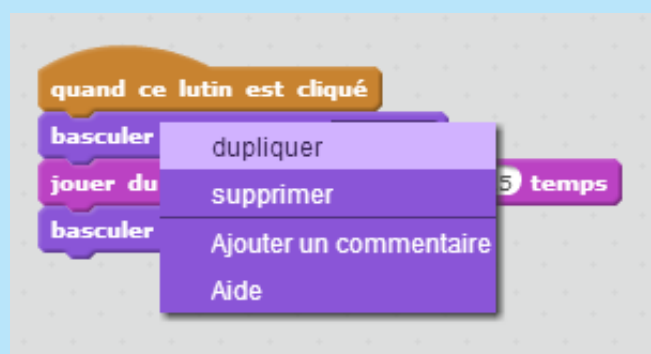 quand ce lutin est cliqué
basculer
dupliquer
jouer du
supprimer
5 temps
basculer
Ajouter un commentaire
Aide